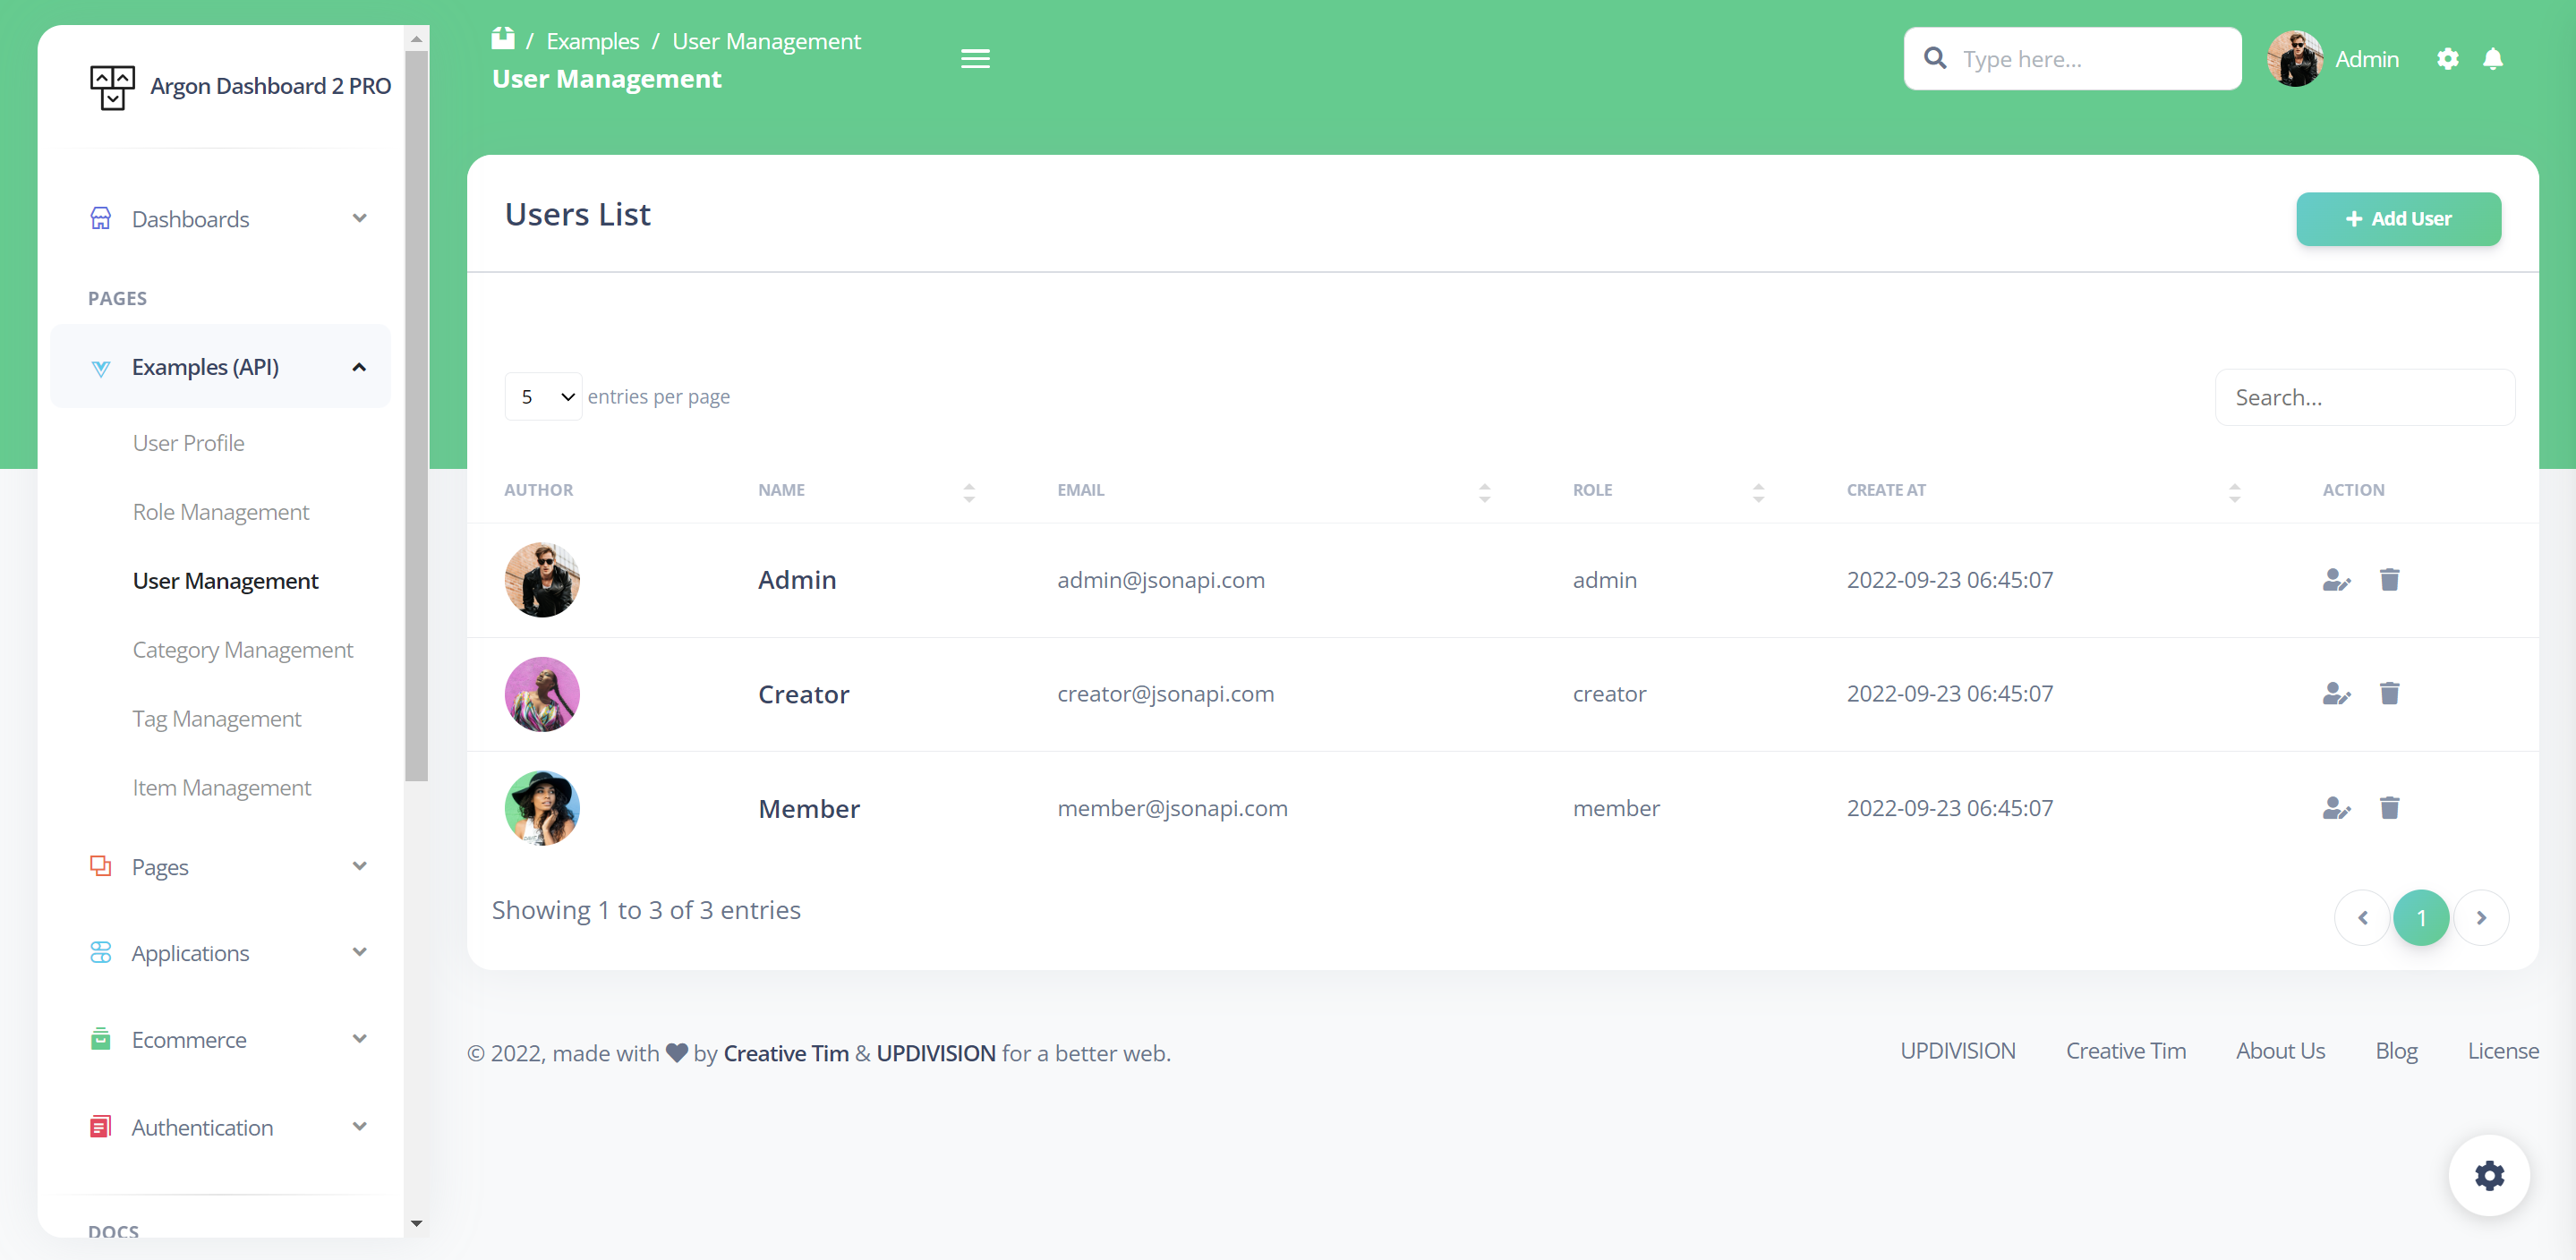 Argon Dashboard 2 PRO
Dashboards
PAGES
Examples (API)
User Profile
Role Management
User Management
Category Management
Tag Management
Item Management
Pages
Applications
Ecommerce
Authentication
DOCS
/ Examples / User Management
User Management
Type here...
Admin
Users List
Add User
5 entries per page
Search...
AUTHOR NAME EMAIL ROLE CREATE AT ACTION
Admin admin@jsonapi.com admin 2022-09-23 06:45:07
Creator creator@jsonapi.com creator 2022-09-23 06:45:07
Member member@jsonapi.com member 2022-09-23 06:45:07
Showing 1 to 3 of 3 entries
1
© 2022, made with by Creative Tim & UPDIVISION for a better web.
UPDIVISION Creative Tim About Us Blog License